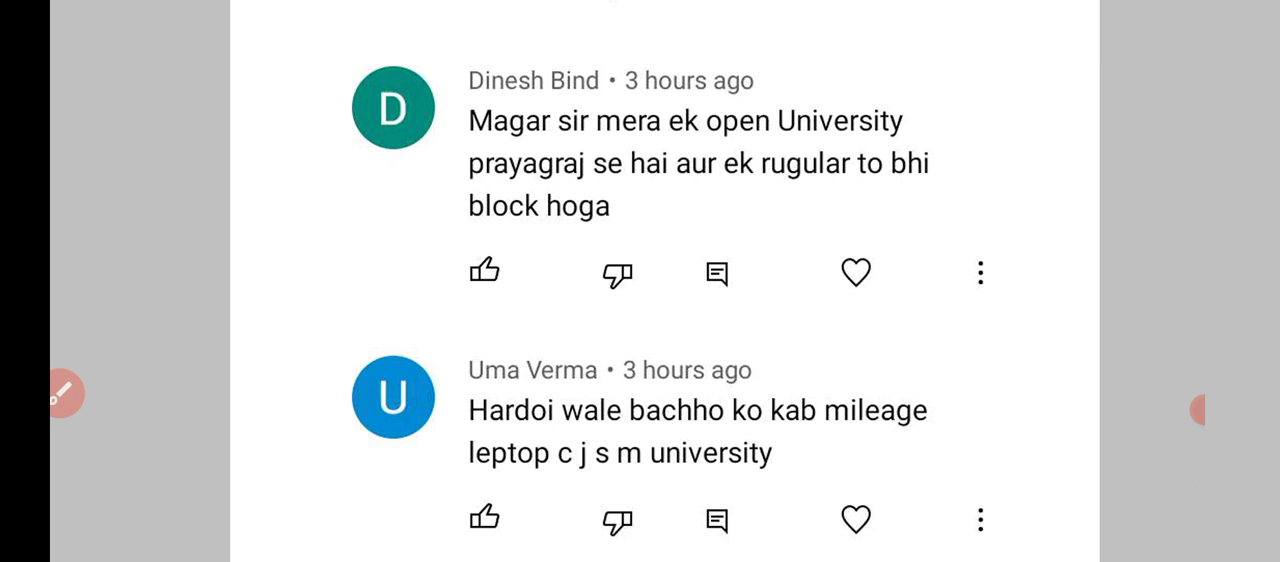 D
Dinesh Bind • 3 hours ago
Magar sir mera ek open University
prayagraj se hai aur ek rugular to bhi
block hoga
U
Uma Verma • 3 hours ago
Hardoi wale bachho ko kab mileage
leptop c j s m university